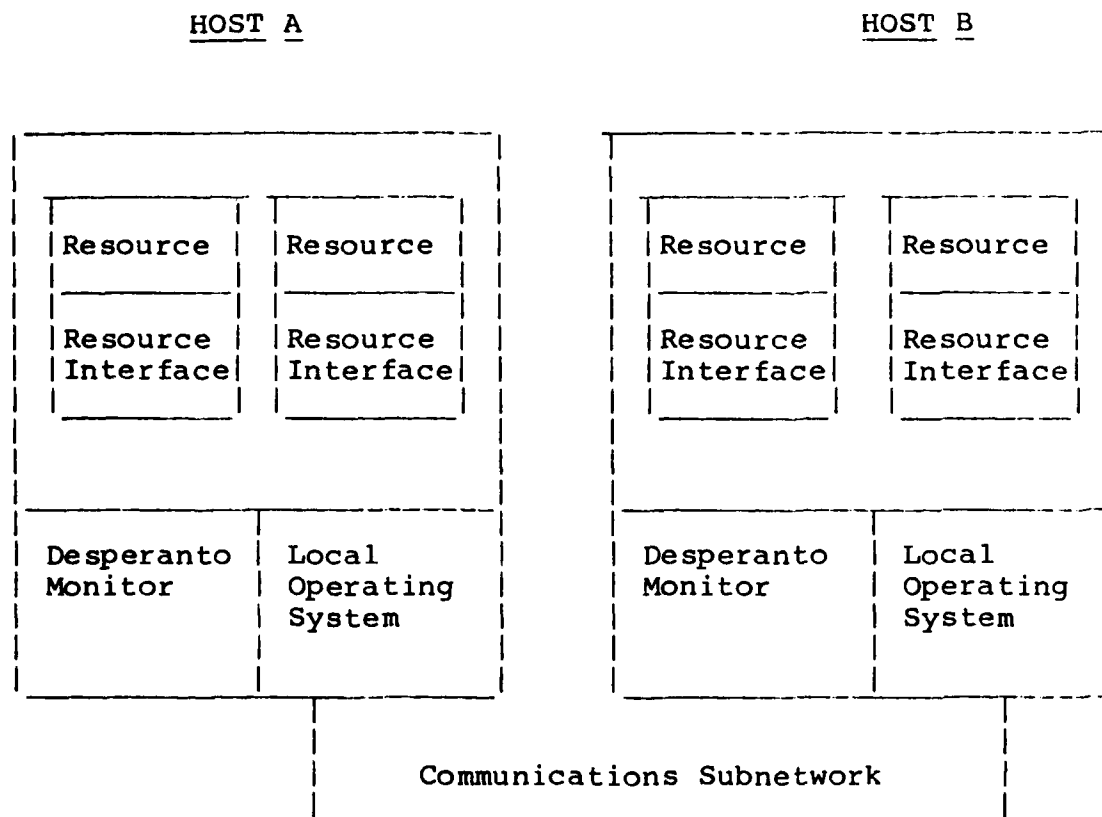 HOST A
HOST B
Resource
Resource
Resource
Interface
Resource
Interface
Desperanto
Monitor
Local
Operating
System
Resource
Resource
Resource
Interface
Resource
Interface
Desperanto
Monitor
Local
Operating
System
Communications Subnetwork